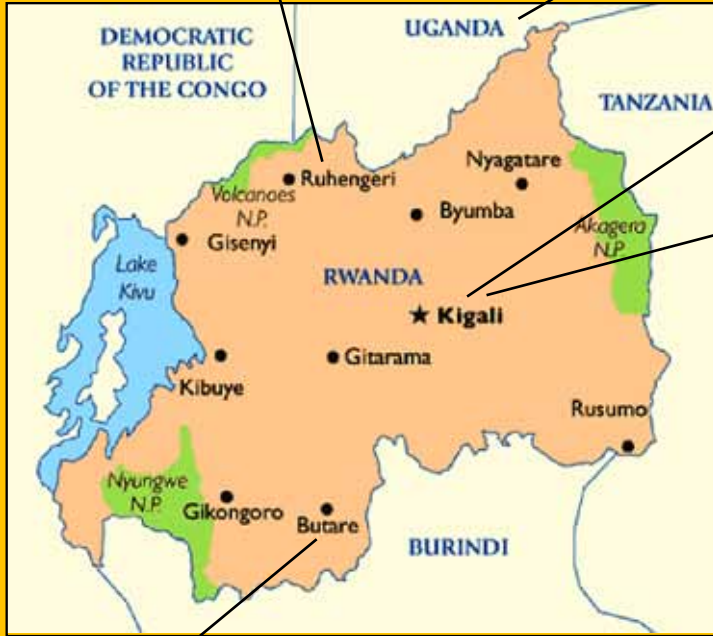 DEMOCRATIC
REPUBLIC
OF THE CONGO
UGANDA
TANZANIA
Nyagatare
Ruhengeri
Volcanoes
N.P.
Byumba
Akagera
N.P.
Gisenyi
Lake
Kivu
RWANDA
Kigali
Gitarama
Kibuye
Rusumo
Nyungwe
N.P.
Gikongoro
Butare
BURINDI